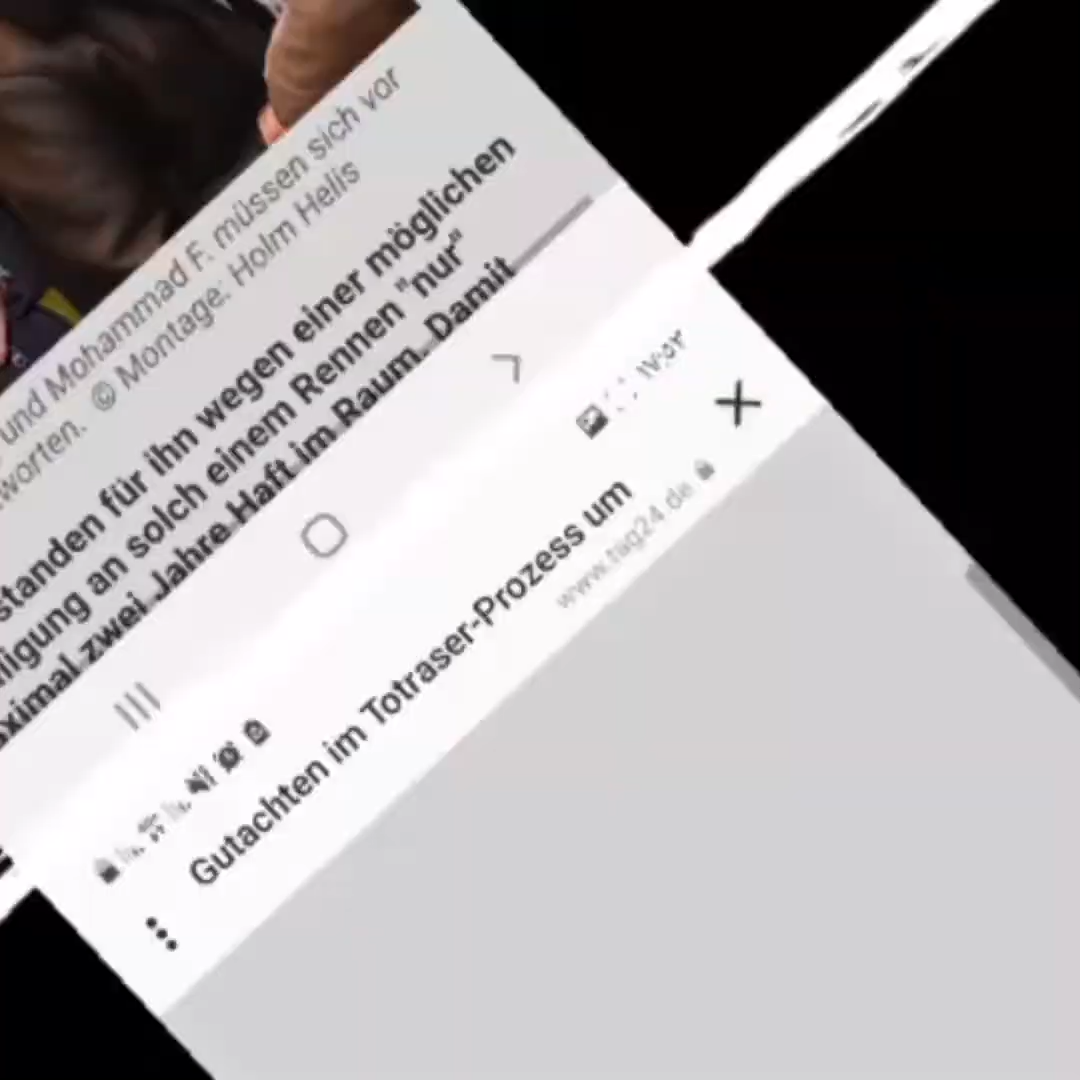 und Mohammad F. müssen sich vor
worten. © Montage: Holm Helis
standen für ihn wegen einer möglichen
ligung an solch einem Rennen "nur"
ximal zwei Jahre Haft im Raum. Damit
Gutachten im Totraser-Prozess um
www.tag24.de